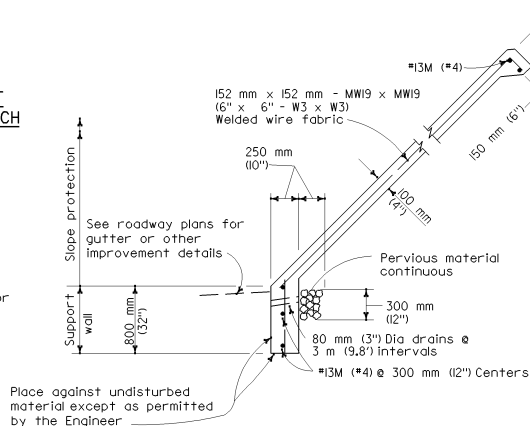 CH
#13M (#4)
152 mm x 152 mm - MW19 x MW19
(6" x 6" - W3 x W3)
Welded wire fabric
150 mm (6")
250 mm
(10")
100 mm
(4")
Slope protection
See roadway plans for
gutter or other
improvement details
Pervious material
continuous
or
Support
wall
800 mm
(32")
300 mm
(12")
80 mm (3") Dia drains @
3 m (9.8') intervals
#13M (#4) @ 300 mm (12") Centers
Place against undisturbed
material except as permitted
by the Engineer